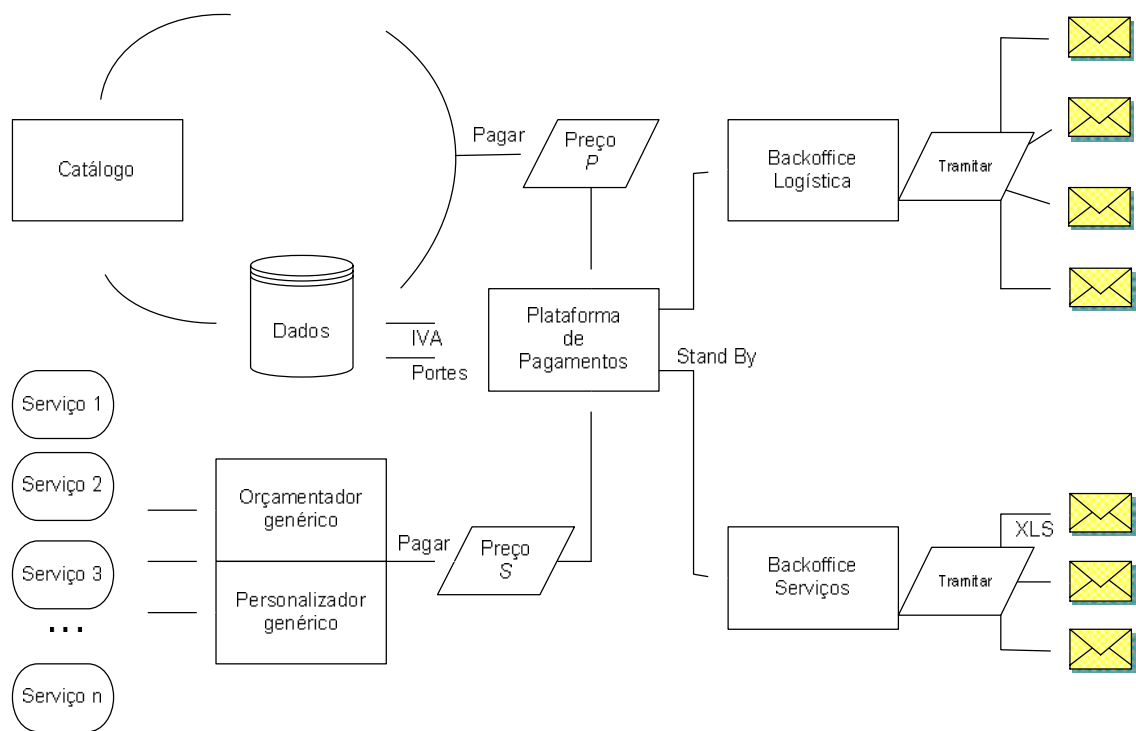 Catálogo
Pagar
Preço
P
Backoffice
Logística
Tramitar
Dados
IVA
Portes
Plataforma
de
Pagamentos
Stand By
Serviço 1
Serviço 2
Serviço 3
...
Serviço n
Orçamentador
genérico
Personalizador
genérico
Pagar
Preço
S
Backoffice
Serviços
Tramitar
XLS